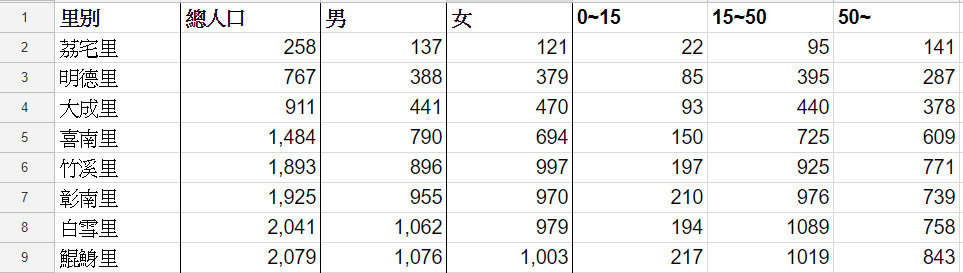 1 里別 總人口 男 女 0~15 15~50 50~
2 荔宅里 258 137 121 22 95 141
3 明德里 767 388 379 85 395 287
4 大成里 911 441 470 93 440 378
5 喜南里 1,484 790 694 150 725 609
6 竹溪里 1,893 896 997 197 925 771
7 彰南里 1,925 955 970 210 976 739
8 白雪里 2,041 1,062 979 194 1089 758
9 鯤鯓里 2,079 1,076 1,003 217 1019 843